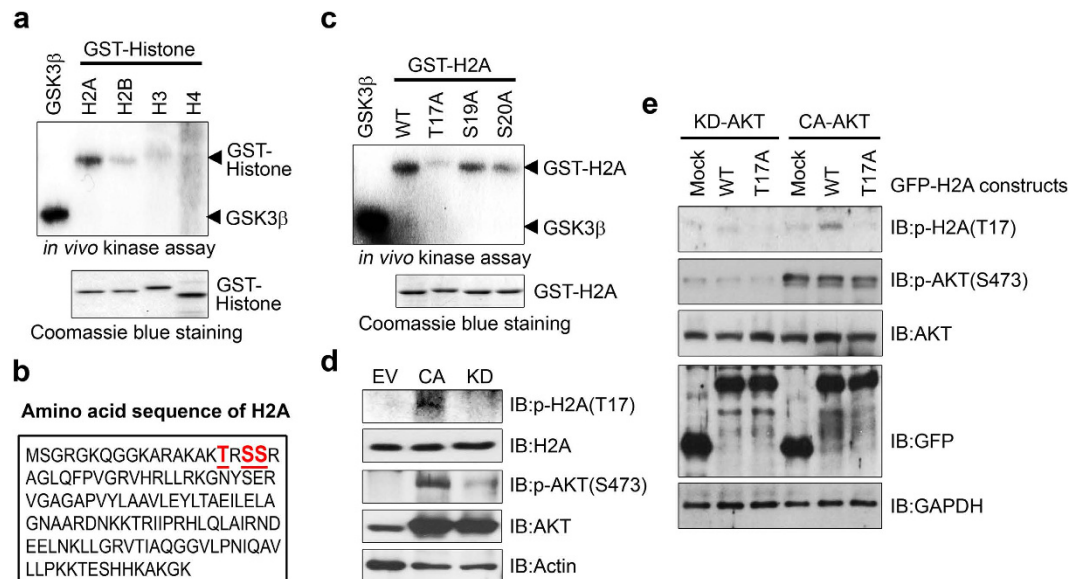 a
GST-Histone
GSK3β
H2A
H2B
H3
H4
GST-
Histone
GSK3β
in vivo kinase assay
GST-
Histone
Coomassie blue staining
b
Amino acid sequence of H2A
MSGRGKQGGKARAKAKTRSSR
AGLQFPVGRVHRLLRKGNYSER
VGAGAPVYLAAVLEYLTAEILELA
GNAARDNKKTRIIPRHLQLAIRND
EELNKLLGRVTIAQGGVLPNIQAV
LLPKKTESHHKAKGK
c
GST-H2A
GSK3β
WT
T17A
S19A
S20A
GST-H2A
GSK3β
in vivo kinase assay
GST-H2A
Coomassie blue staining
d
EV CA KD
IB:p-H2A(T17)
IB:H2A
IB:p-AKT(S473)
IB:AKT
IB:Actin
e
KD-AKT CA-AKT
Mock
WT
T17A
Mock
WT
T17A
GFP-H2A constructs
IB:p-H2A(T17)
IB:p-AKT(S473)
IB:AKT
IB:GFP
IB:GAPDH